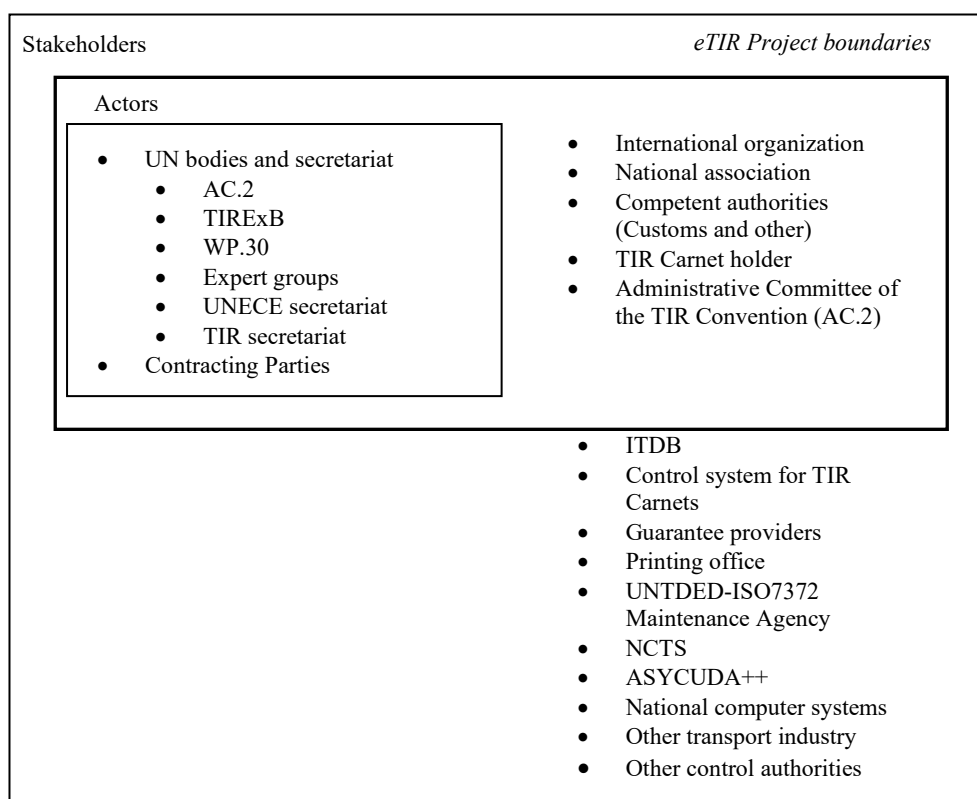 Stakeholders
eTIR Project boundaries
Actors
• UN bodies and secretariat
• AC.2
• TIRExB
• WP.30
• Expert groups
• UNECE secretariat
• TIR secretariat
• Contracting Parties
• International organization
• National association
• Competent authorities
(Customs and other)
• TIR Carnet holder
• Administrative Committee of
the TIR Convention (AC.2)
• ITDB
• Control system for TIR
Carnets
• Guarantee providers
• Printing office
• UNTDED-ISO7372
Maintenance Agency
• NCTS
• ASYCUDA++
• National computer systems
• Other transport industry
• Other control authorities